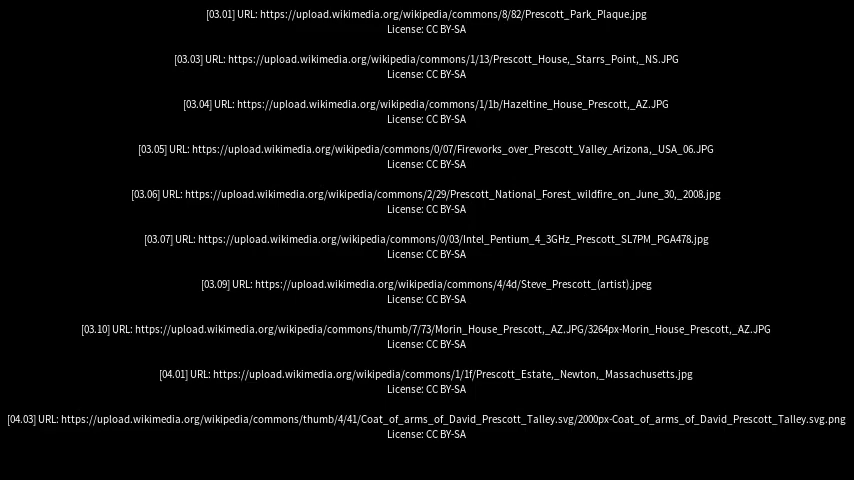 [03.01] URL: https://upload.wikimedia.org/wikipedia/commons/8/82/Prescott_Park_Plaque.jpg
License: CC BY-SA
[03.03] URL: https://upload.wikimedia.org/wikipedia/commons/1/13/Prescott_House,_Starrs_Point,_NS.JPG
License: CC BY-SA
[03.04] URL: https://upload.wikimedia.org/wikipedia/commons/1/1b/Hazeltine_House_Prescott,_AZ.JPG
License: CC BY-SA
[03.05] URL: https://upload.wikimedia.org/wikipedia/commons/0/07/Fireworks_over_Prescott_Valley_Arizona,_USA_06.JPG
License: CC BY-SA
[03.06] URL: https://upload.wikimedia.org/wikipedia/commons/2/29/Prescott_National_Forest_wildfire_on_June_30,_2008.jpg
License: CC BY-SA
[03.07] URL: https://upload.wikimedia.org/wikipedia/commons/0/03/Intel_Pentium_4_3GHz_Prescott_SL7PM_PGA478.jpg
License: CC BY-SA
[03.09] URL: https://upload.wikimedia.org/wikipedia/commons/4/4d/Steve_Prescott_(artist).jpeg
License: CC BY-SA
[03.10] URL: https://upload.wikimedia.org/wikipedia/commons/thumb/7/73/Morin_House_Prescott,_AZ.JPG/3264px-Morin_House_Prescott,_AZ.JPG
License: CC BY-SA
[04.01] URL: https://upload.wikimedia.org/wikipedia/commons/1/1f/Prescott_Estate,_Newton,_Massachusetts.jpg
License: CC BY-SA
[04.03] URL: https://upload.wikimedia.org/wikipedia/commons/thumb/4/41/Coat_of_arms_of_David_Prescott_Talley.svg/2000px-Coat_of_arms_of_David_Prescott_Talley.svg.png
License: CC BY-SA